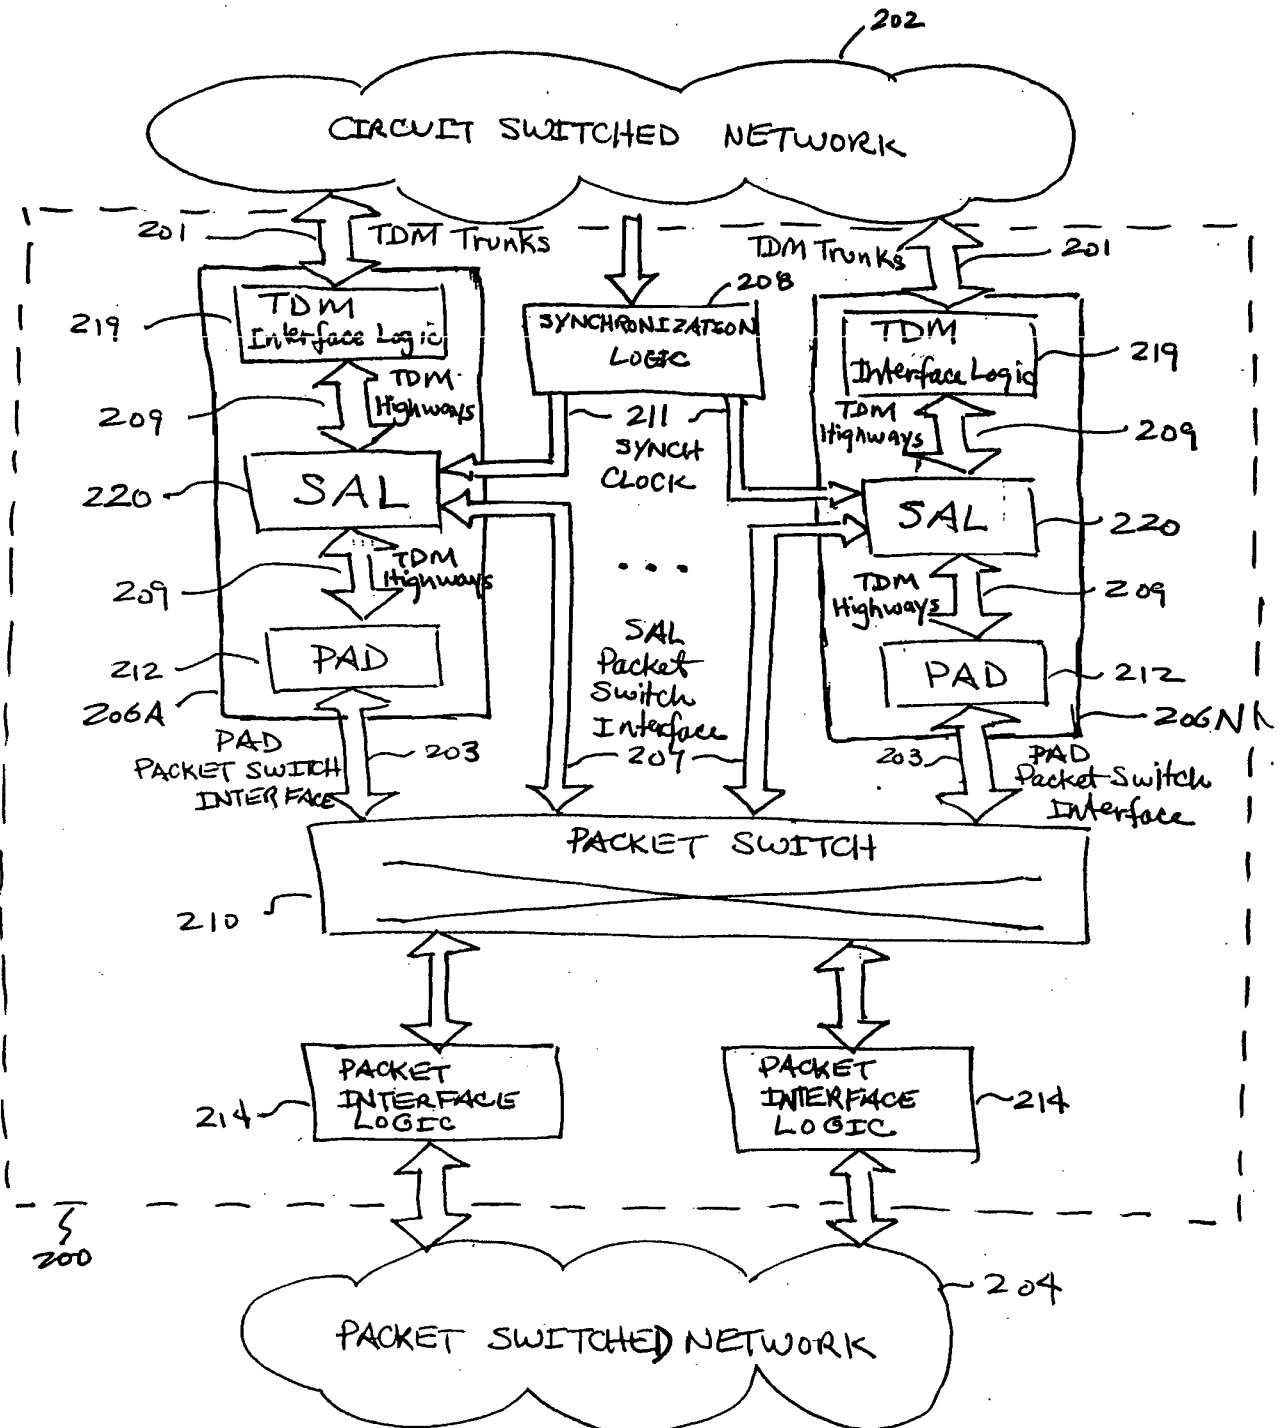 202
CIRCUIT SWITCHED NETWORK
201
TDM Trunks
TDM Trunks
201
208
219
TDM
Interface Logic
SYNCHRONIZATION
LOGIC
TDM
Interface Logic
219
209
TDM
Highways
211
SYNCH
CLOCK
TDM
Highways
209
220
SAL
SAL
220
209
TDM
Highways
...
TDM
Highways
209
212
PAD
SAL
Packet
Switch
Interface
PAD
212
206A
206N
PAD
PACKET SWITCH
INTERFACE
203
207
203
PAD
Packet Switch
Interface
PACKET SWITCH
210
214
PACKET
INTERFACE
LOGIC
PACKET
INTERFACE
LOGIC
214
200
204
PACKET SWITCHED NETWORK